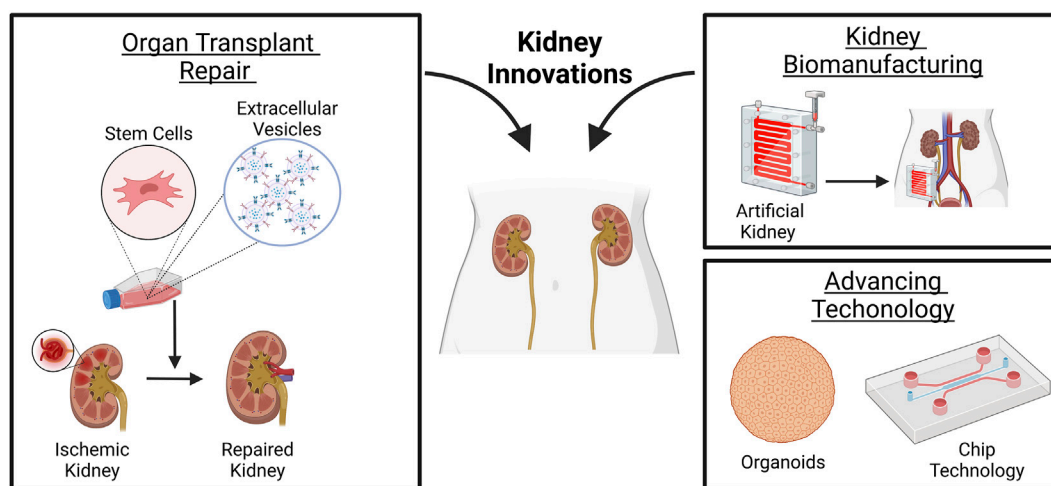 Organ Transplant
Repair
Stem Cells
Extracellular
Vesicles
Ischemic
Kidney
Repaired
Kidney
Kidney
Innovations
Kidney
Biomanufacturing
Artificial
Kidney
Advancing
Techonology
Organoids
Chip
Technology